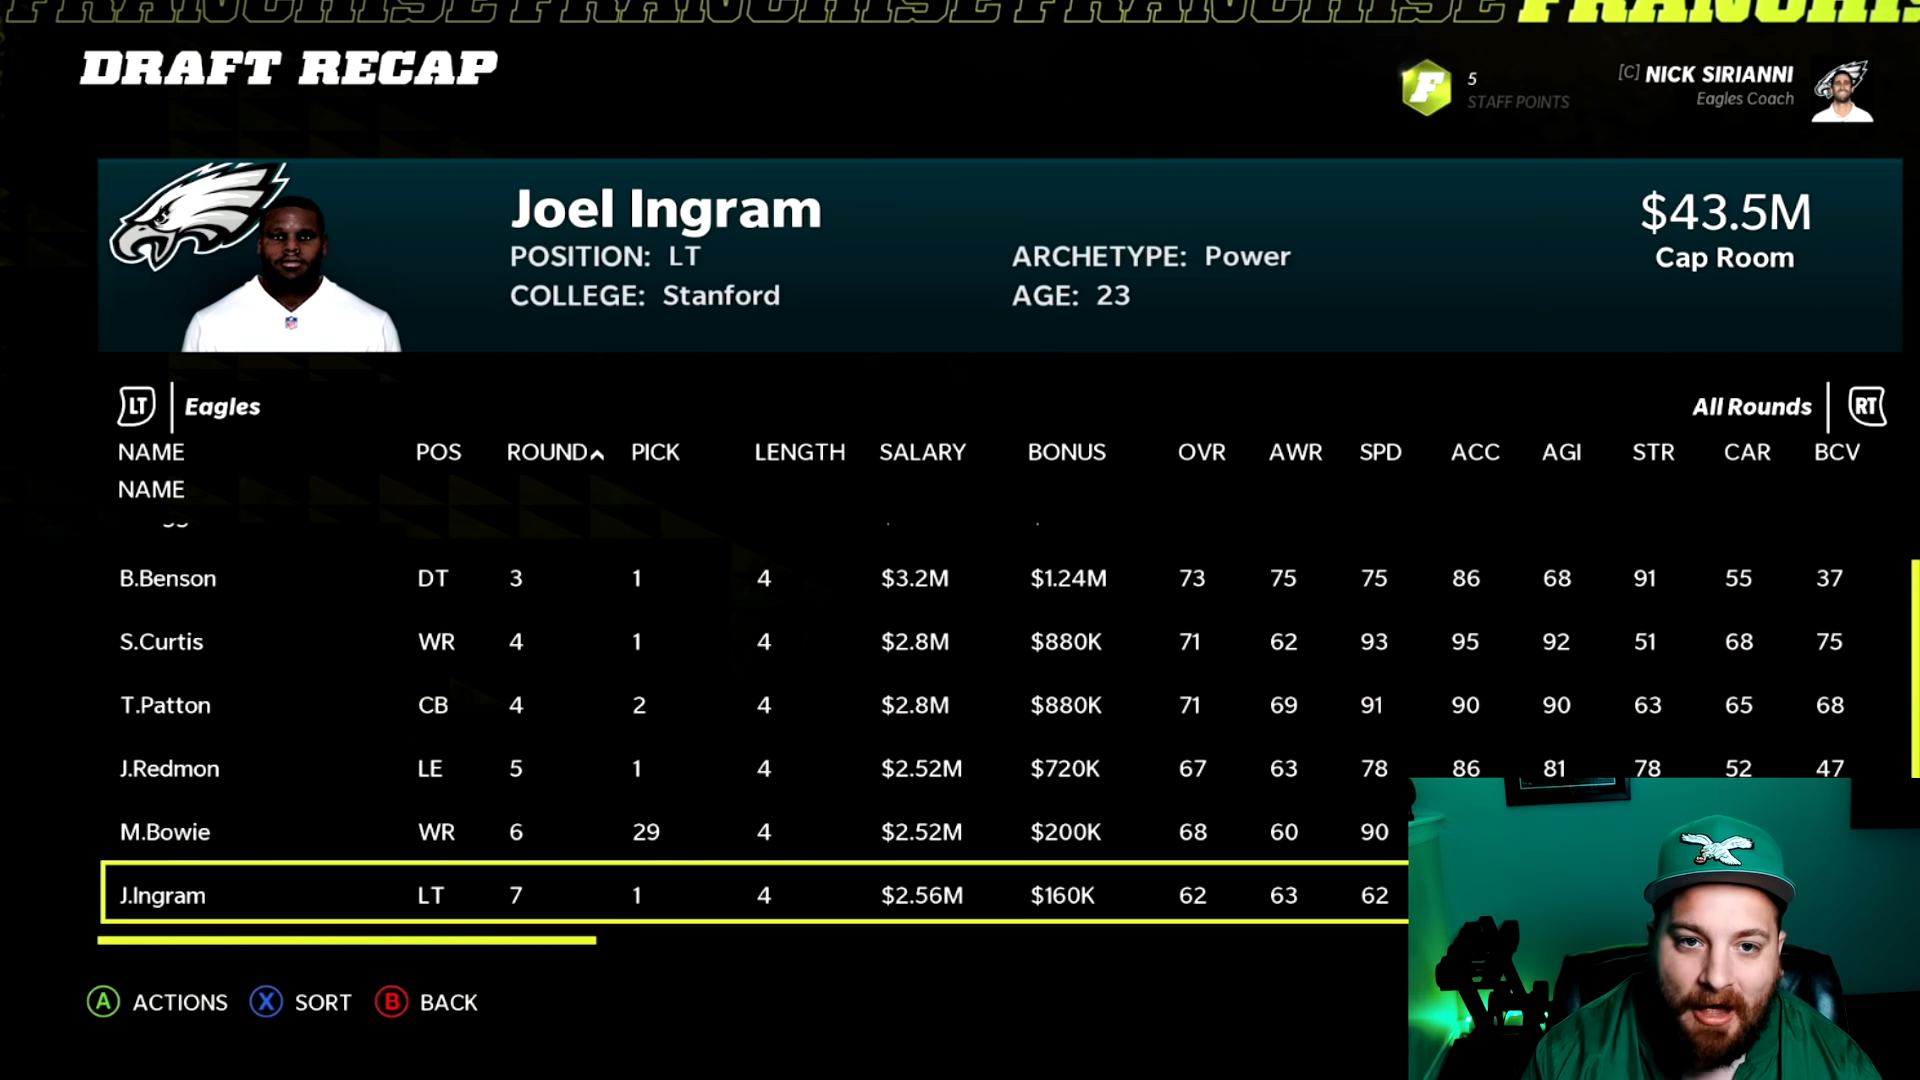 FRANCHISE FRANCHISE FRANCHISE FRANCHIS
DRAFT RECAP
5
STAFF POINTS
[C] NICK SIRIANNI
Eagles Coach
Joel Ingram
POSITION: LT
COLLEGE: Stanford
ARCHETYPE: Power
AGE: 23
$43.5M
Cap Room
LT Eagles
All Rounds RT
NAME POS ROUND PICK LENGTH SALARY BONUS OVR AWR SPD ACC AGI STR CAR BCV
NAME
B.Benson DT 3 1 4 $3.2M $1.24M 73 75 75 86 68 91 55 37
S.Curtis WR 4 1 4 $2.8M $880K 71 62 93 95 92 51 68 75
T.Patton CB 4 2 4 $2.8M $880K 71 69 91 90 90 63 65 68
J.Redmon LE 5 1 4 $2.52M $720K 67 63 78 86 81 78 52 47
M.Bowie WR 6 29 4 $2.52M $200K 68 60 90
J.Ingram LT 7 1 4 $2.56M $160K 62 63 62
A ACTIONS X SORT B BACK